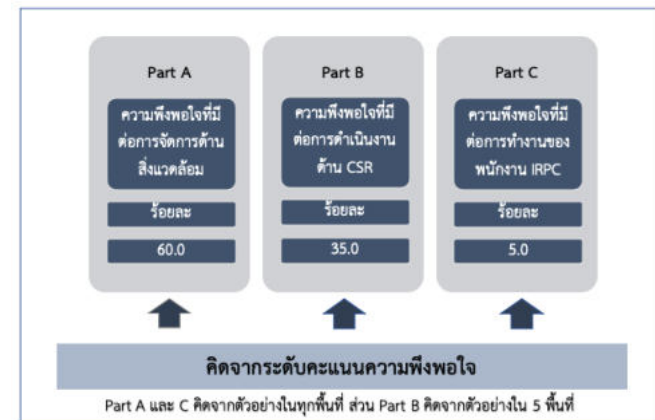 Part A
ความพึงพอใจที่มี
ต่อการจัดการด้าน
สิ่งแวดล้อม
ร้อยละ
60.0
Part B
ความพึงพอใจที่มี
ต่อการดำเนินงาน
ด้าน CSR
ร้อยละ
35.0
Part C
ความพึงพอใจที่มี
ต่อการทำงานของ
พนักงาน IRPC
ร้อยละ
5.0
คิดจากระดับคะแนนความพึงพอใจ
Part A และ C คิดจากตัวอย่างในทุกพื้นที่ ส่วน Part B คิดจากตัวอย่างใน 5 พื้นที่